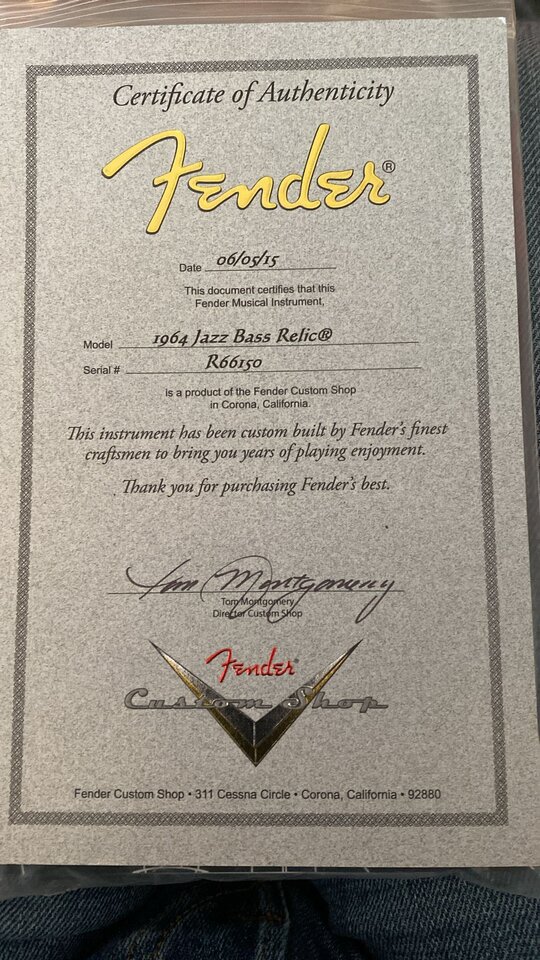 Certificate of Authenticity
Fender®
Date 06/05/15
This document certifies that this
Fender Musical Instrument,
Model 1964 Jazz Bass Relic®
Serial # R66150
is a product of the Fender Custom Shop
in Corona, California.
This instrument has been custom built by Fender's finest
craftsmen to bring you years of playing enjoyment.
Thank you for purchasing Fender's best.
Tom Montgomery
Tom Montgomery
Director Custom Shop
Fender®
Custom Shop
Fender Custom Shop • 311 Cessna Circle • Corona, California • 92880